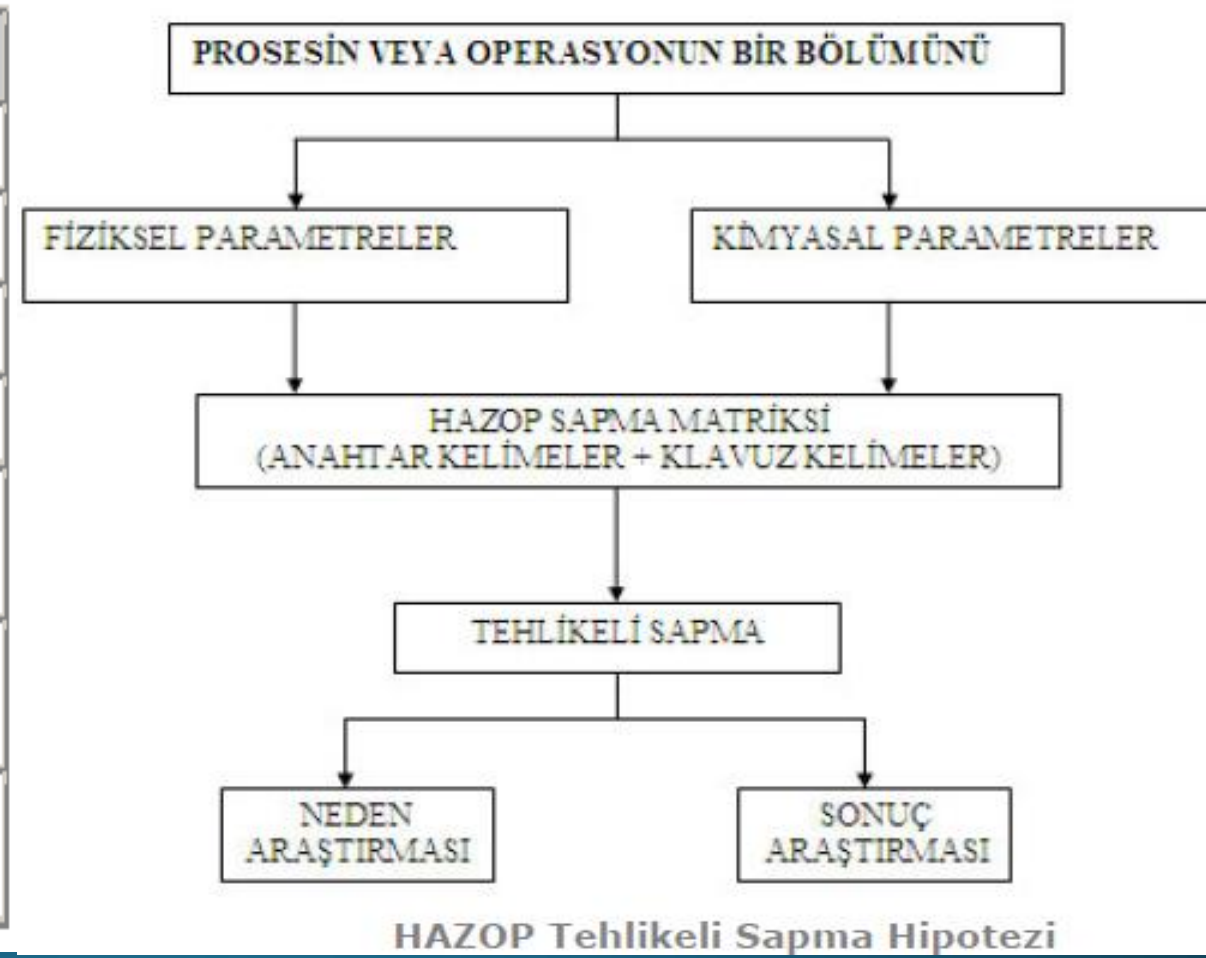 PROSESİN VEYA OPERASYONUN BİR BÖLÜMÜNÜ
FİZİKSEL PARAMETRELER
KİMYASAL PARAMETRELER
HAZOP SAPMA MATRİKSİ
(ANAHTAR KELİMELER + KLAVUZ KELİMELER)
TEHLİKELİ SAPMA
NEDEN
ARAŞTIRMASI
SONUÇ
ARAŞTIRMASI
HAZOP Tehlikeli Sapma Hipotezi